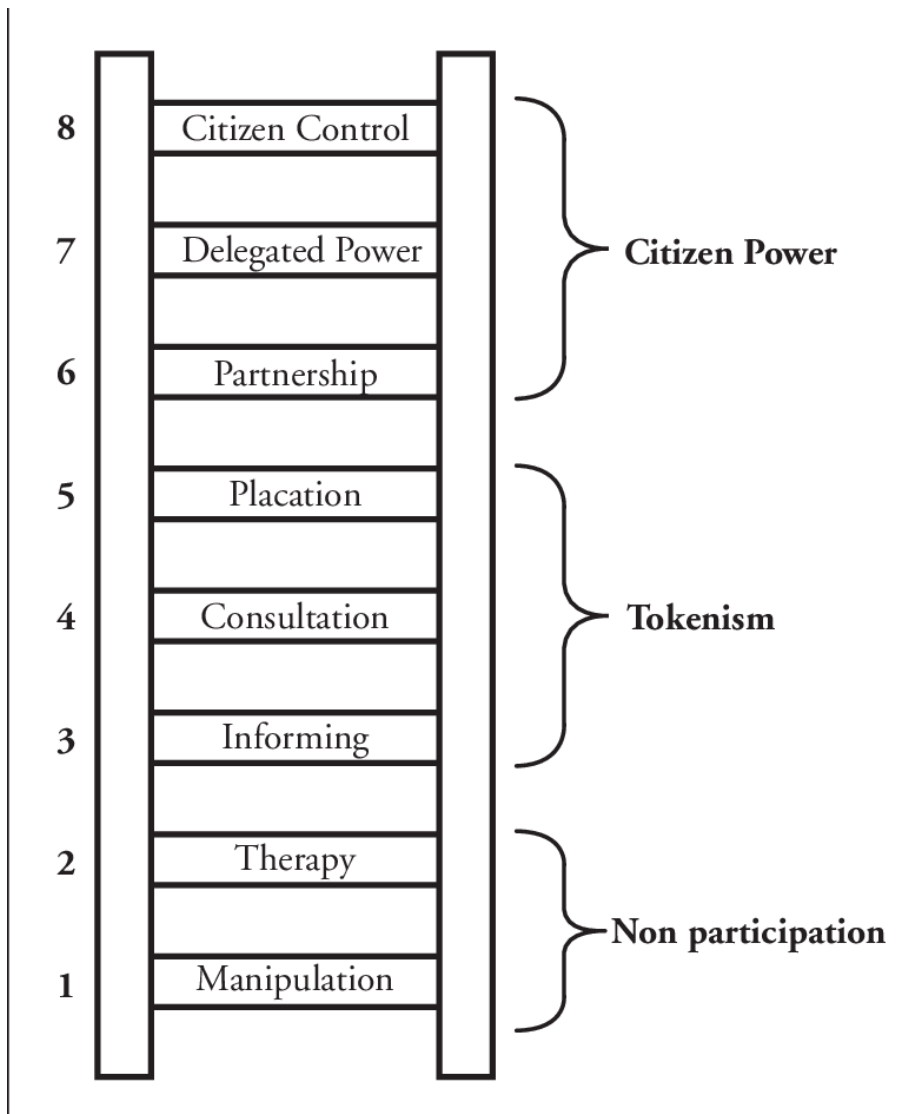 8 Citizen Control
7 Delegated Power
Citizen Power
6 Partnership
5 Placation
4 Consultation
Tokenism
3 Informing
2 Therapy
Non participation
1 Manipulation